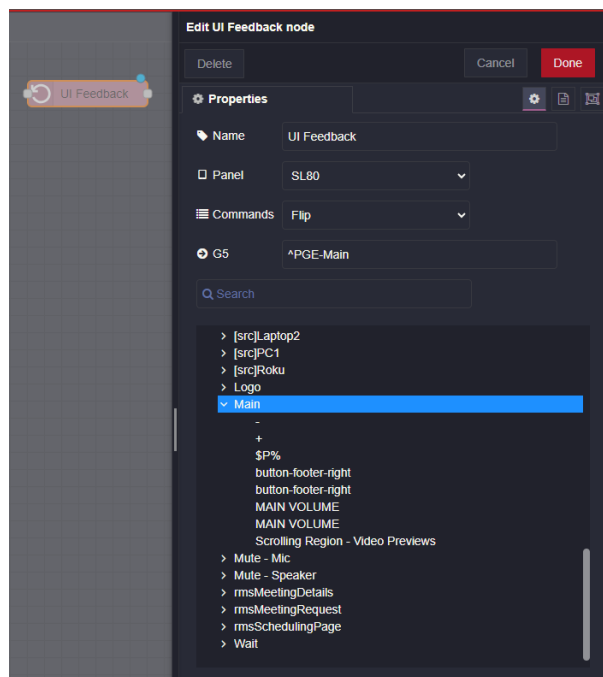 Edit UI Feedback node
Delete
Cancel
Done
UI Feedback
Properties
Name
UI Feedback
Panel
SL80
Commands
Flip
G5
^PGE-Main
Search
[src]Laptop2
[src]PC1
[src]Roku
Logo
Main
-
+
$P%
button-footer-right
button-footer-right
MAIN VOLUME
MAIN VOLUME
Scrolling Region - Video Previews
Mute - Mic
Mute - Speaker
rmsMeetingDetails
rmsMeetingRequest
rmsSchedulingPage
Wait